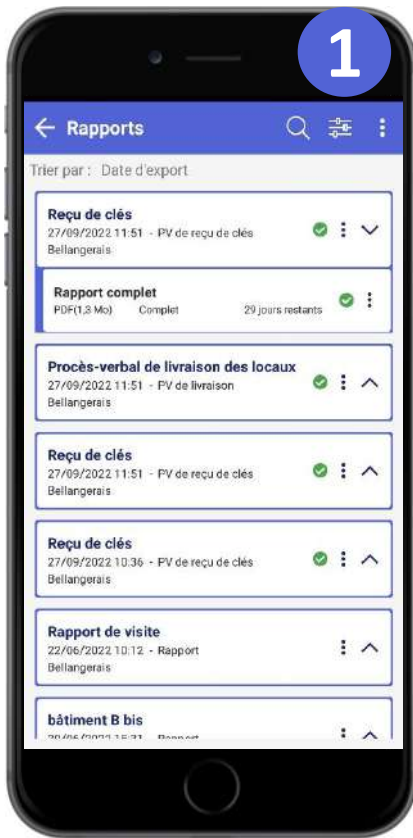 1
Rapports
Trier par : Date d'export
Reçu de clés
27/09/2022 11:51 - PV de reçu de clés
Bellangerais
Rapport complet
PDF(1,3 Mo) Complet 29 jours restants
Procès-verbal de livraison des locaux
27/09/2022 11:51 - PV de livraison
Bellangerais
Reçu de clés
27/09/2022 11:51 - PV de reçu de clés
Bellangerais
Reçu de clés
27/09/2022 10:36 - PV de reçu de clés
Bellangerais
Rapport de visite
22/06/2022 10:12 - Rapport
Bellangerais
bâtiment B bis